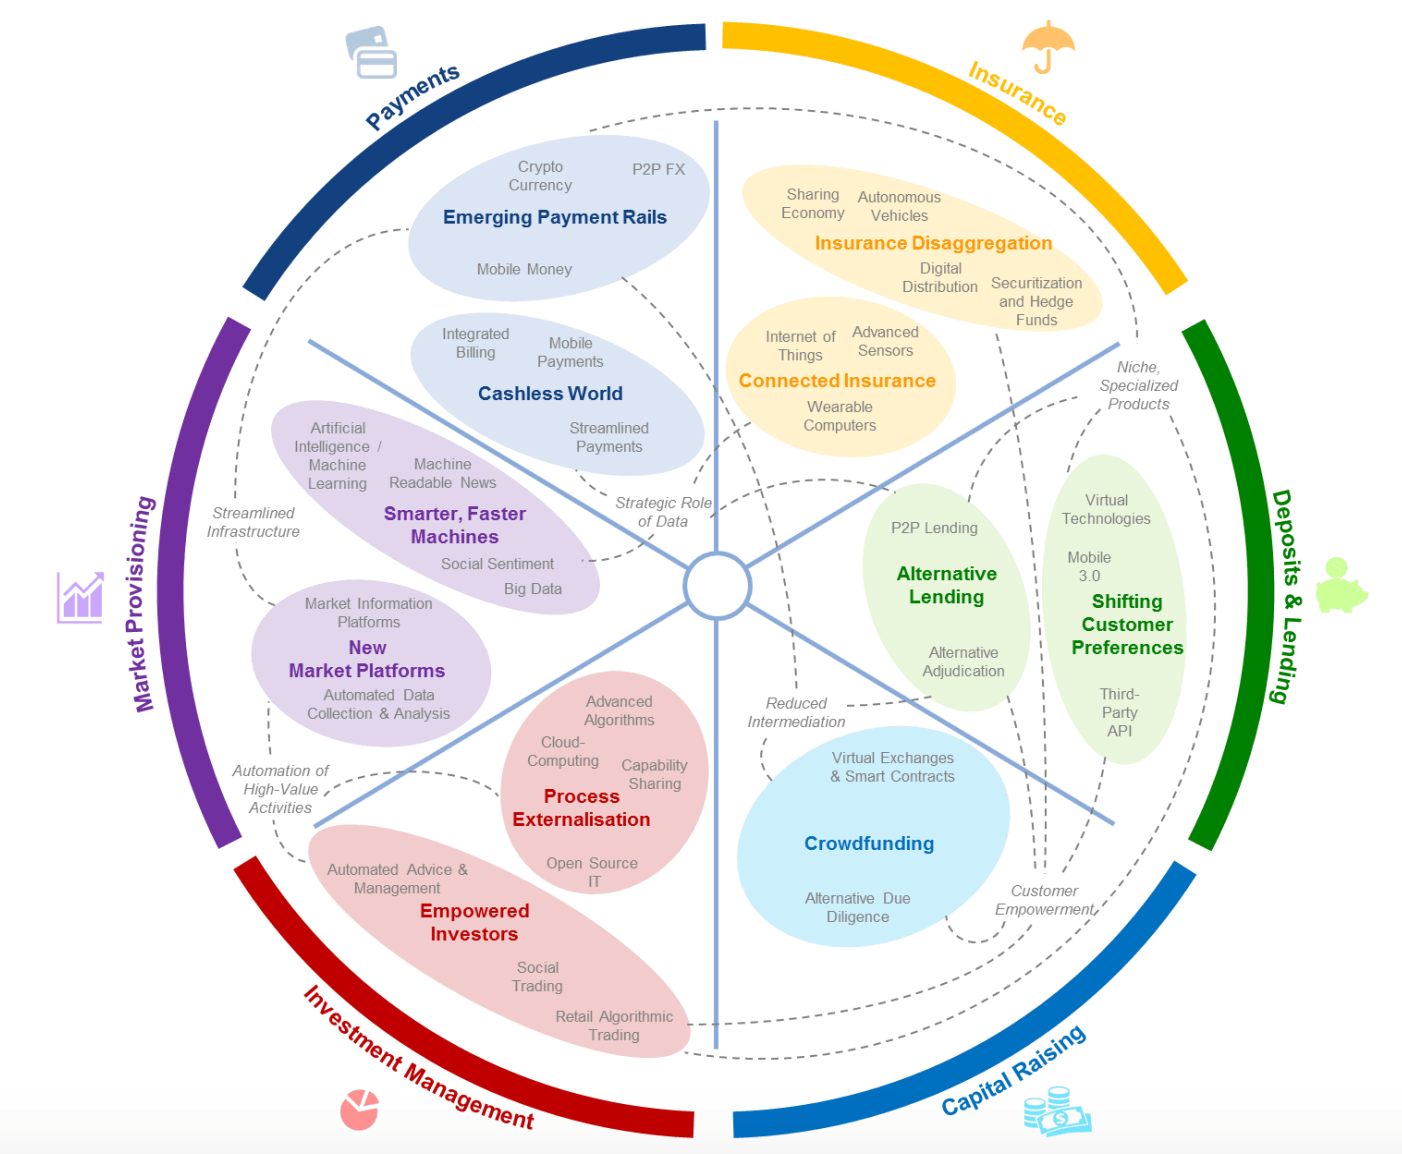 Payments
Insurance
Crypto
Currency
P2P FX
Emerging Payment Rails
Mobile Money
Sharing
Economy
Autonomous
Vehicles
Insurance Disaggregation
Digital
Distribution
Securitization
and Hedge
Funds
Integrated
Billing
Mobile
Payments
Cashless World
Streamlined
Payments
Internet of
Things
Advanced
Sensors
Connected Insurance
Wearable
Computers
Niche,
Specialized
Products
Artificial
Intelligence /
Machine
Learning
Machine
Readable News
Smarter, Faster
Machines
Social Sentiment
Big Data
Strategic Role
of Data
Streamlined
Infrastructure
Market Provisioning
Market Information
Platforms
New
Market Platforms
Automated Data
Collection & Analysis
P2P Lending
Alternative
Lending
Alternative
Adjudication
Virtual
Technologies
Mobile
3.0
Shifting
Customer
Preferences
Third-
Party
API
Deposits & Lending
Reduced
Intermediation
Automation of
High-Value
Activities
Advanced
Algorithms
Cloud-
Computing
Capability
Sharing
Process
Externalisation
Open Source
IT
Virtual Exchanges
& Smart Contracts
Crowdfunding
Alternative Due
Diligence
Customer
Empowerment
Automated Advice &
Management
Empowered
Investors
Social
Trading
Retail Algorithmic
Trading
Investment Management
Capital Raising